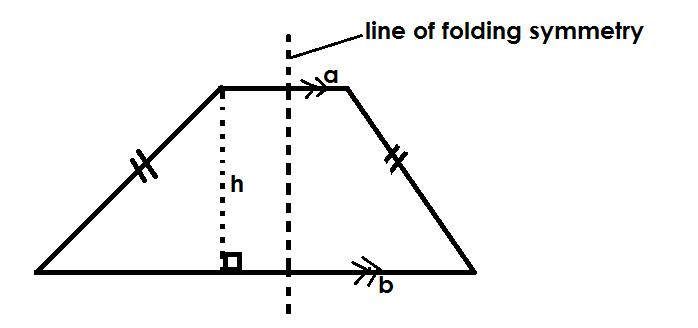 line of folding symmetry
a
h
b